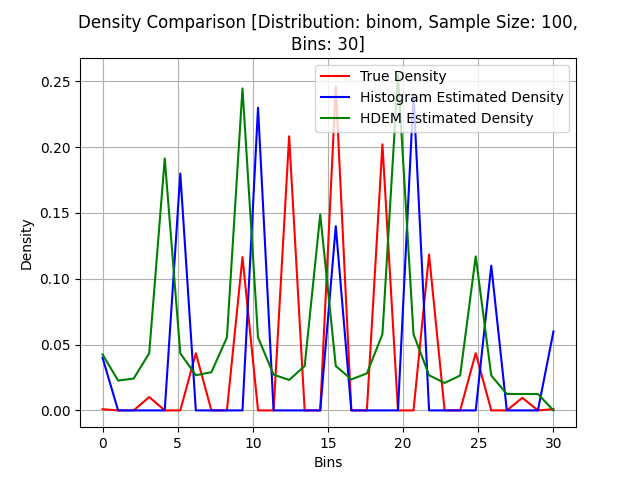 Density Comparison [Distribution: binom, Sample Size: 100,
Bins: 30]
True Density
Histogram Estimated Density
HDEM Estimated Density
Density
0.25
0.20
0.15
0.10
0.05
0.00
0 5 10 15 20 25 30
Bins